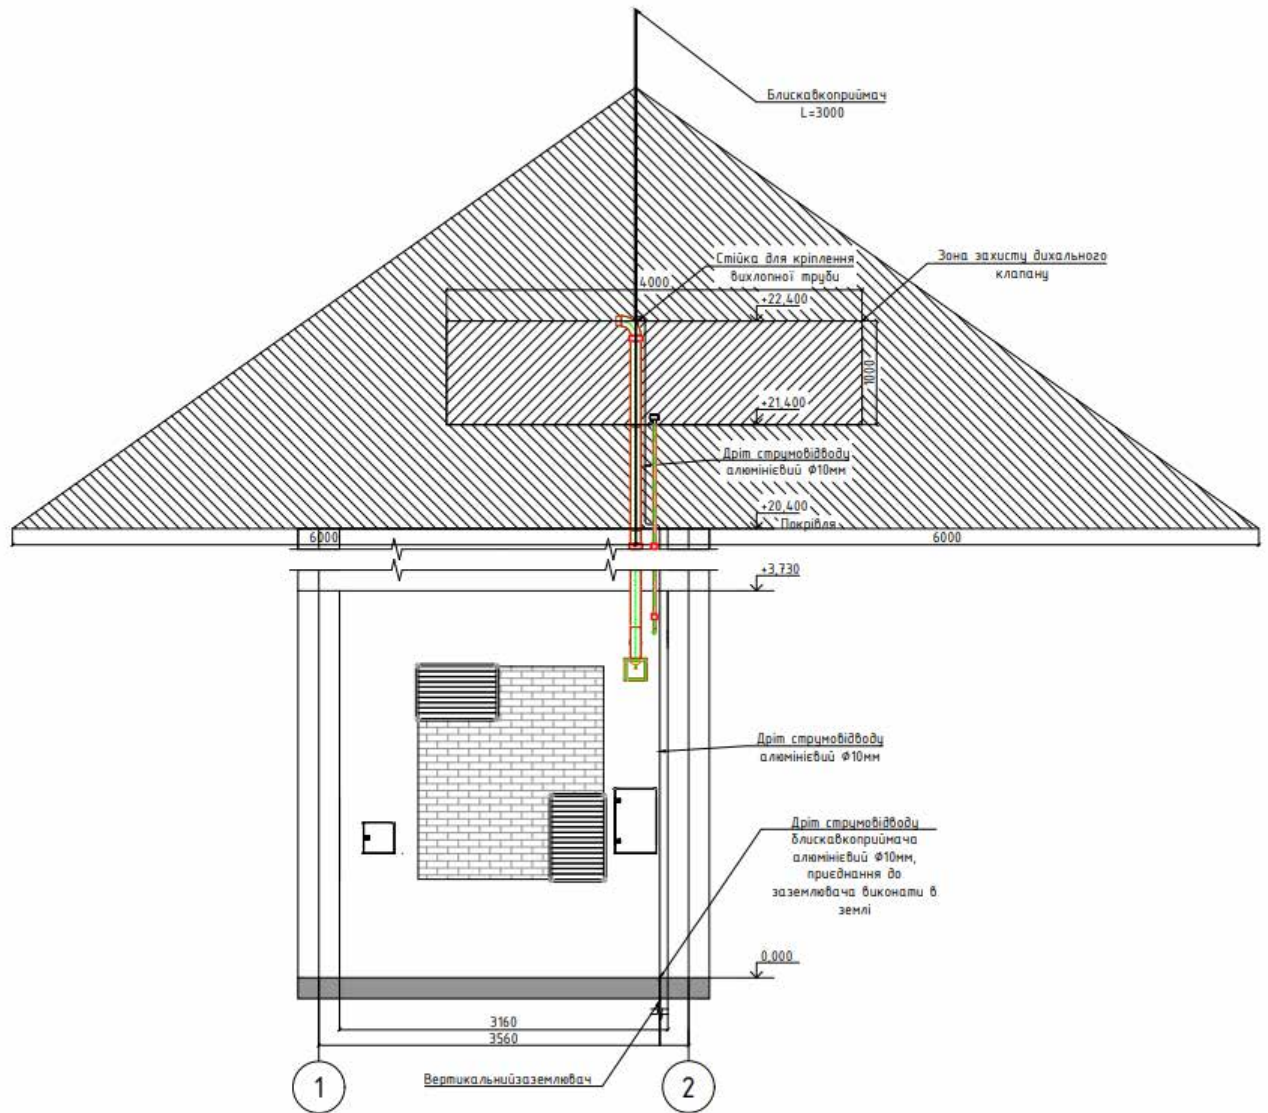 Блискавкоприймач
L=3000
Стійка для кріплення
вихлопної труби
Зона захисту дихального
клапану
4000
+22,400
1000
+21,400
Дріт струмовідводу
алюмінієвий Ф10мм
+20,400
Покрівля
6000
6000
+3,730
Дріт струмовідводу
алюмінієвий Ф10мм
Дріт струмовідводу
блискавкоприймача
алюмінієвий Ф10мм,
приєднання до
заземлювача виконати в
землі
0,000
3160
3560
1
2
Вертикальнийзаземлювач